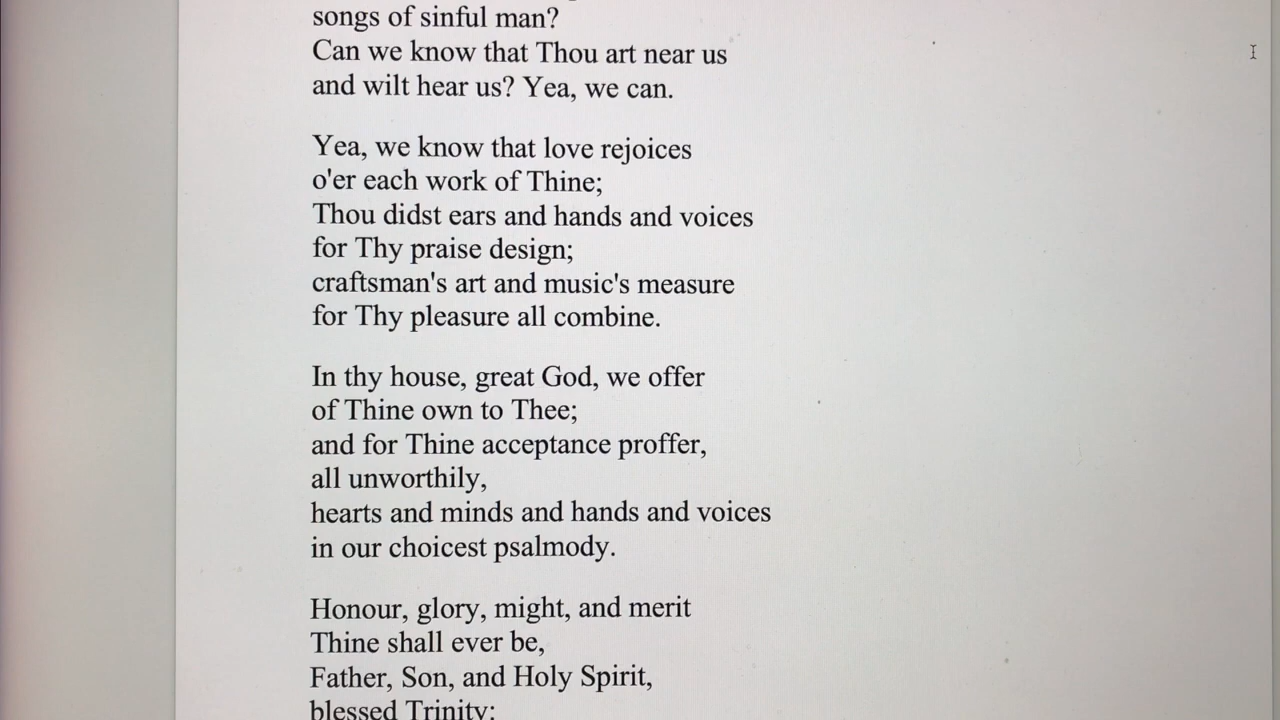 songs of sinful man?
Can we know that Thou art near us
and wilt hear us? Yea, we can.
Yea, we know that love rejoices
o'er each work of Thine;
Thou didst ears and hands and voices
for Thy praise design;
craftsman's art and music's measure
for Thy pleasure all combine.
In thy house, great God, we offer
of Thine own to Thee;
and for Thine acceptance proffer,
all unworthily,
hearts and minds and hands and voices
in our choicest psalmody.
Honour, glory, might, and merit
Thine shall ever be,
Father, Son, and Holy Spirit,
blessed Trinity: